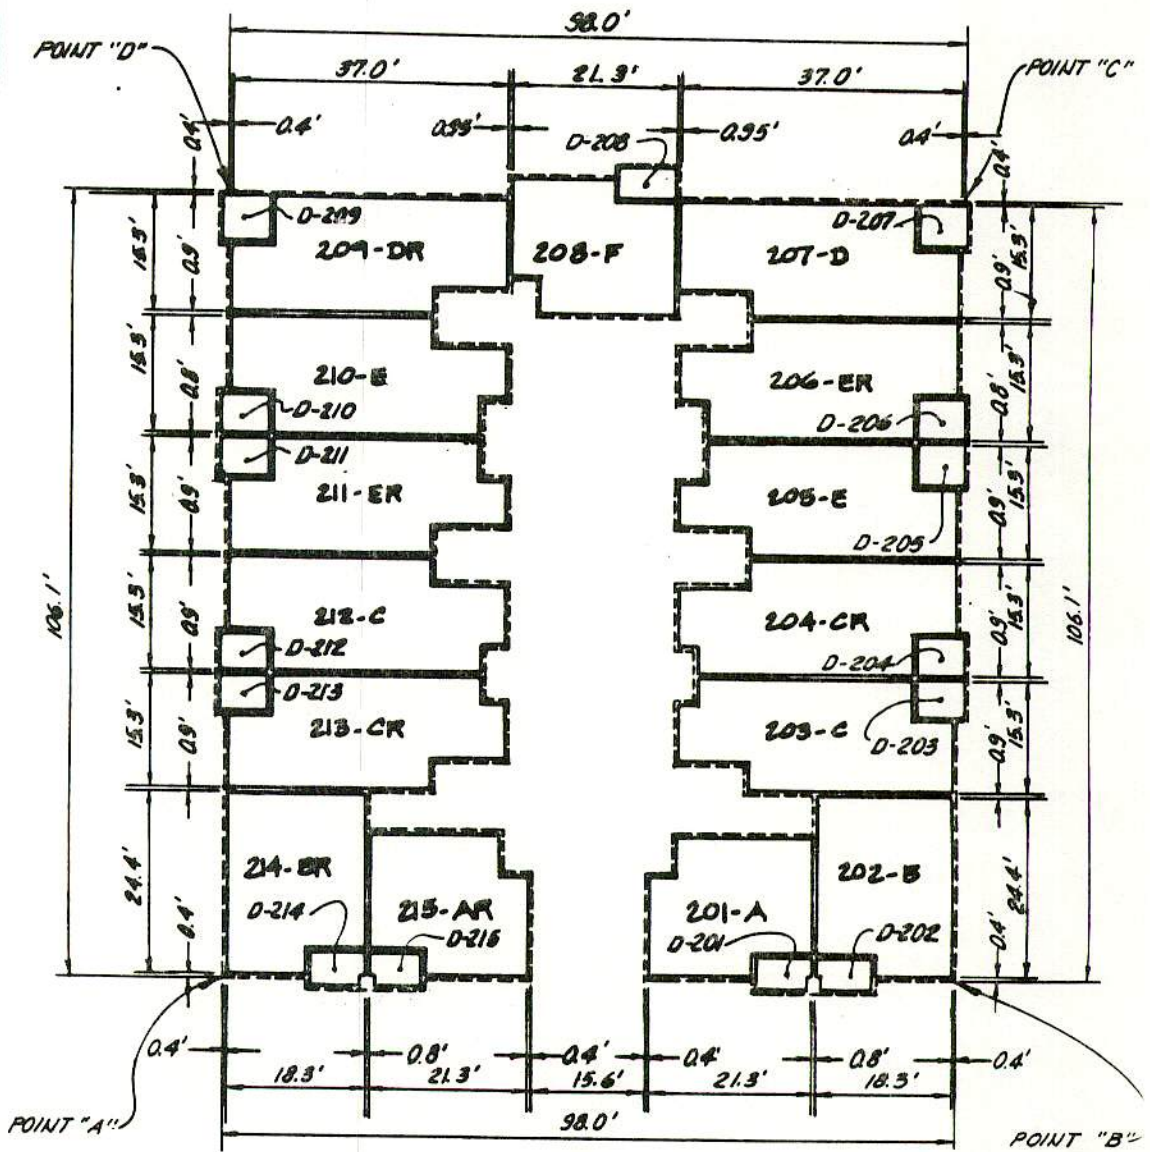 98.0'
POINT "D"
37.0' 21.3' 37.0'
POINT "C"
0.4' 0.4' 0.95' D-208 0.95' 0.4' 0.4'
D-209 D-207
209-DR 208-F 207-D
15.3' 0.9' 0.9' 15.3'
210-E 206-ER
15.3' 0.8' 0.8' 15.3'
D-210 D-206
D-211
211-ER 205-E
15.3' 0.9' 0.9' 15.3'
D-205
106.1' 106.1'
212-C 204-CR
15.3' 0.9' 0.9' 15.3'
D-212 D-204
D-213
213-CR 203-C D-203
15.3' 0.9' 0.9' 15.3'
214-BR 202-B
24.4' 24.4'
D-214 215-AR 201-A
D-215 D-201 D-202
0.4' 0.4'
0.4' 0.8' 0.4' 0.4' 0.8' 0.4'
18.3' 21.3' 15.6' 21.3' 18.3'
POINT "A" 98.0' POINT "B"